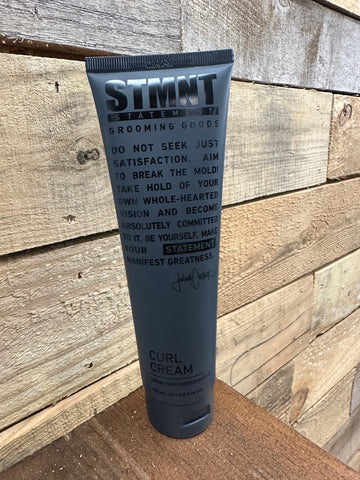 STMNT
STATEMENT
GROOMING GOODS
DO NOT SEEK JUST
SATISFACTION, AIM
TO BREAK THE MOLD!
TAKE HOLD OF YOUR
OWN WHOLE-HEARTED
VISION AND BECOME
ABSOLUTELY COMMITTED
TO IT. BE YOURSELF, MAKE
YOUR STATEMENT
MANIFEST GREATNESS.
CURL
CREAM